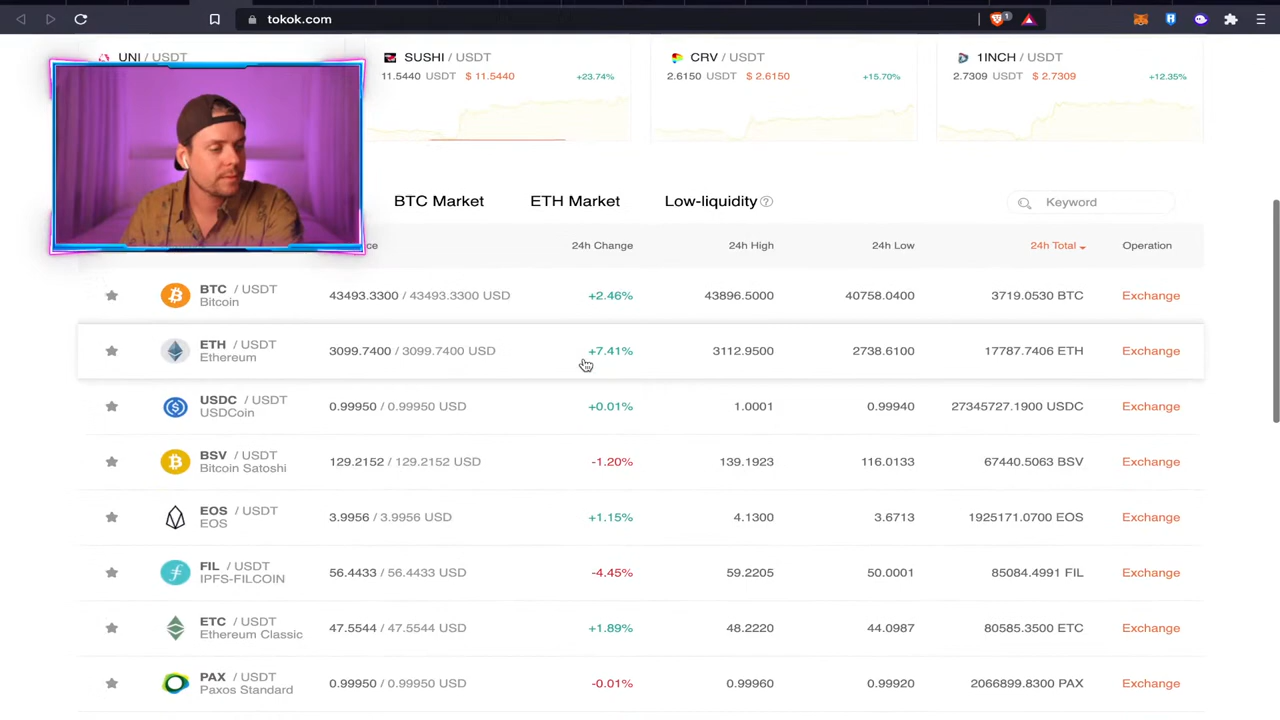 tokok.com
1
UNI / USDT
SUSHI / USDT
11.5440 USDT $ 11.5440 +23.74%
CRV / USDT
2.6150 USDT $ 2.6150 +15.70%
1INCH / USDT
2.7309 USDT $ 2.7309 +12.35%
BTC Market ETH Market Low-liquidity ? Keyword
24h Change 24h High 24h Low 24h Total Operation
BTC / USDT
Bitcoin
43493.3300 / 43493.3300 USD +2.46% 43896.5000 40758.0400 3719.0530 BTC Exchange
ETH / USDT
Ethereum
3099.7400 / 3099.7400 USD +7.41% 3112.9500 2738.6100 17787.7406 ETH Exchange
USDC / USDT
USDCoin
0.99950 / 0.99950 USD +0.01% 1.0001 0.99940 27345727.1900 USDC Exchange
BSV / USDT
Bitcoin Satoshi
129.2152 / 129.2152 USD -1.20% 139.1923 116.0133 67440.5063 BSV Exchange
EOS / USDT
EOS
3.9956 / 3.9956 USD +1.15% 4.1300 3.6713 1925171.0700 EOS Exchange
FIL / USDT
IPFS-FILCOIN
56.4433 / 56.4433 USD -4.45% 59.2205 50.0001 85084.4991 FIL Exchange
ETC / USDT
Ethereum Classic
47.5544 / 47.5544 USD +1.89% 48.2220 44.0987 80585.3500 ETC Exchange
PAX / USDT
Paxos Standard
0.99950 / 0.99950 USD -0.01% 0.99960 0.99920 2066899.8300 PAX Exchange